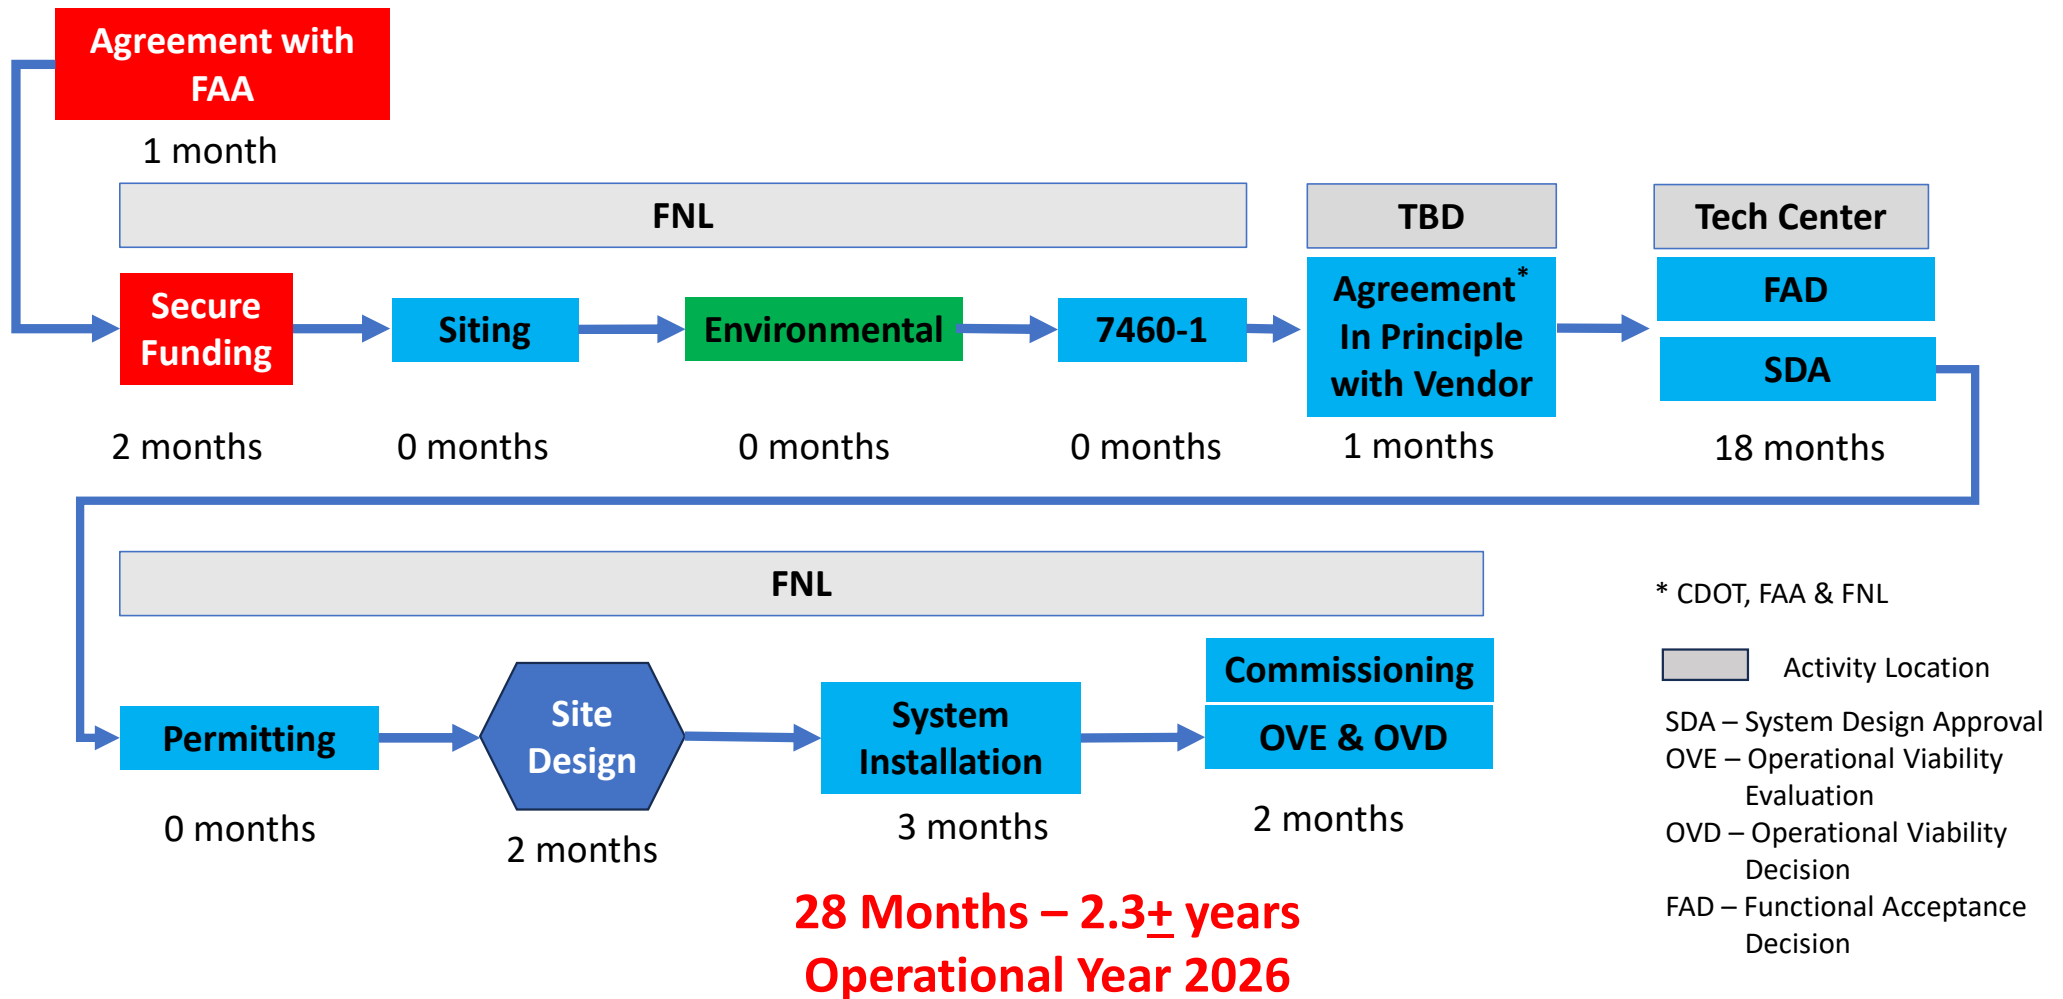 Agreement with
FAA
1 month
FNL
TBD
Tech Center
Secure
Funding
Siting
Environmental
7460-1
Agreement*
In Principle
with Vendor
FAD
SDA
2 months
0 months
0 months
0 months
1 months
18 months
FNL
Permitting
Site
Design
System
Installation
Commissioning
OVE & OVD
0 months
2 months
3 months
2 months
28 Months – 2.3± years
Operational Year 2026
* CDOT, FAA & FNL
Activity Location
SDA – System Design Approval
OVE – Operational Viability
Evaluation
OVD – Operational Viability
Decision
FAD – Functional Acceptance
Decision